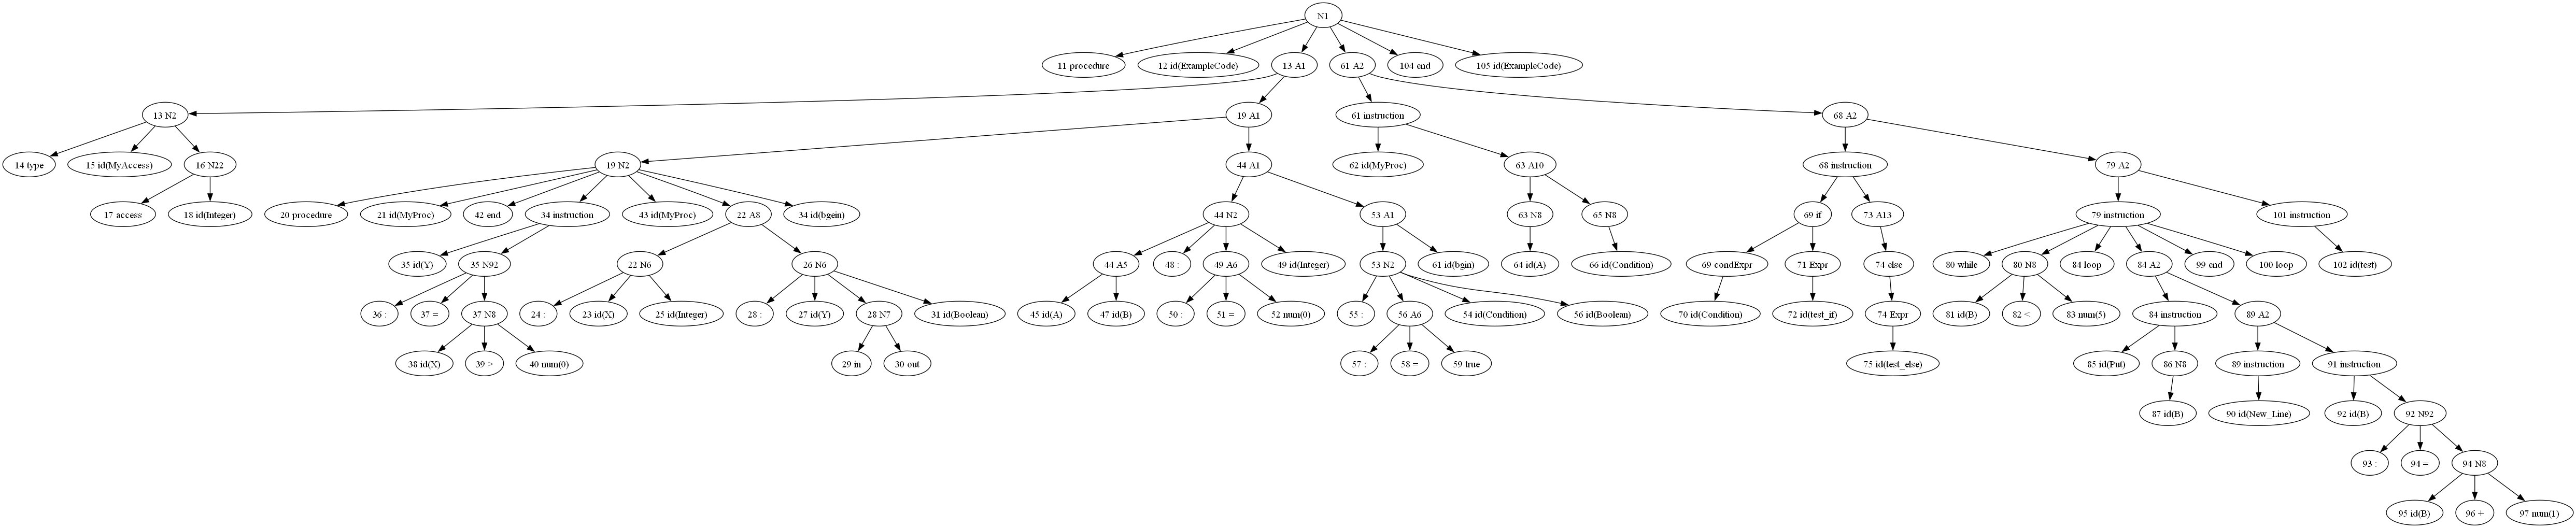 N1
11 procedure
12 id(ExampleCode)
13 A1
61 A2
104 end
105 id(ExampleCode)
13 N2
19 A1
61 instruction
68 A2
14 type
15 id(MyAccess)
16 N22
19 N2
44 A1
62 id(MyProc)
63 A10
68 instruction
79 A2
17 access
18 id(Integer)
20 procedure
21 id(MyProc)
42 end
34 instruction
43 id(MyProc)
22 A8
34 id(bgein)
44 N2
53 A1
63 N8
65 N8
69 if
73 A13
79 instruction
101 instruction
35 id(Y)
35 N92
22 N6
26 N6
44 A5
48 :
49 A6
49 id(Integer)
53 N2
61 id(bgin)
64 id(A)
66 id(Condition)
69 condExpr
71 Expr
74 else
80 while
80 N8
84 loop
84 A2
99 end
100 loop
102 id(test)
36 :
37 =
37 N8
24 :
23 id(X)
25 id(Integer)
28 :
27 id(Y)
28 N7
31 id(Boolean)
45 id(A)
47 id(B)
50 :
51 =
52 num(0)
55 :
56 A6
54 id(Condition)
56 id(Boolean)
70 id(Condition)
72 id(test_if)
74 Expr
81 id(B)
82 <
83 num(5)
84 instruction
89 A2
38 id(X)
39 >
40 num(0)
29 in
30 out
57 :
58 =
59 true
75 id(test_else)
85 id(Put)
86 N8
89 instruction
91 instruction
87 id(B)
90 id(New_Line)
92 id(B)
92 N92
93 :
94 =
94 N8
95 id(B)
96 +
97 num(1)